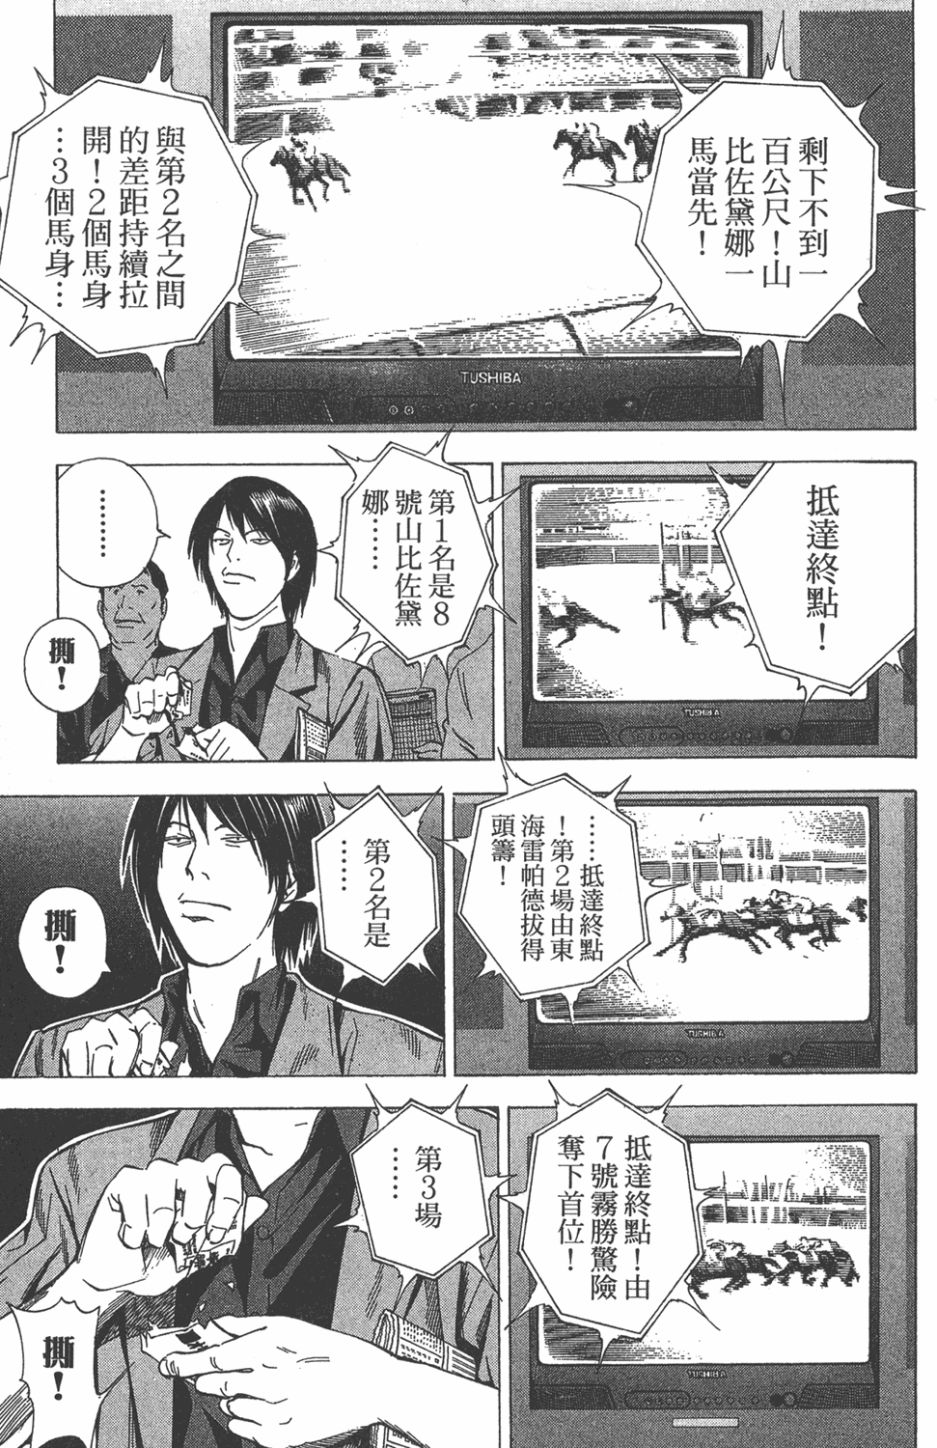 剩下不到一
百公尺！山
比佐黛娜一
馬當先！
與第2名之間
的差距持續拉
開！2個馬身
…3個馬身…
TUSHIBA
抵達終點！
TUSHIBA
第1名是8
號山比佐黛
娜……
………
撕！
……抵達終點
！第2場由東
海雷帕德拔得
頭籌！
TUSHIBA
第2名是
……
撕！
抵達終點！由
7號霧勝驚險
奪下首位！
TUSHIBA
第3場
……
撕！